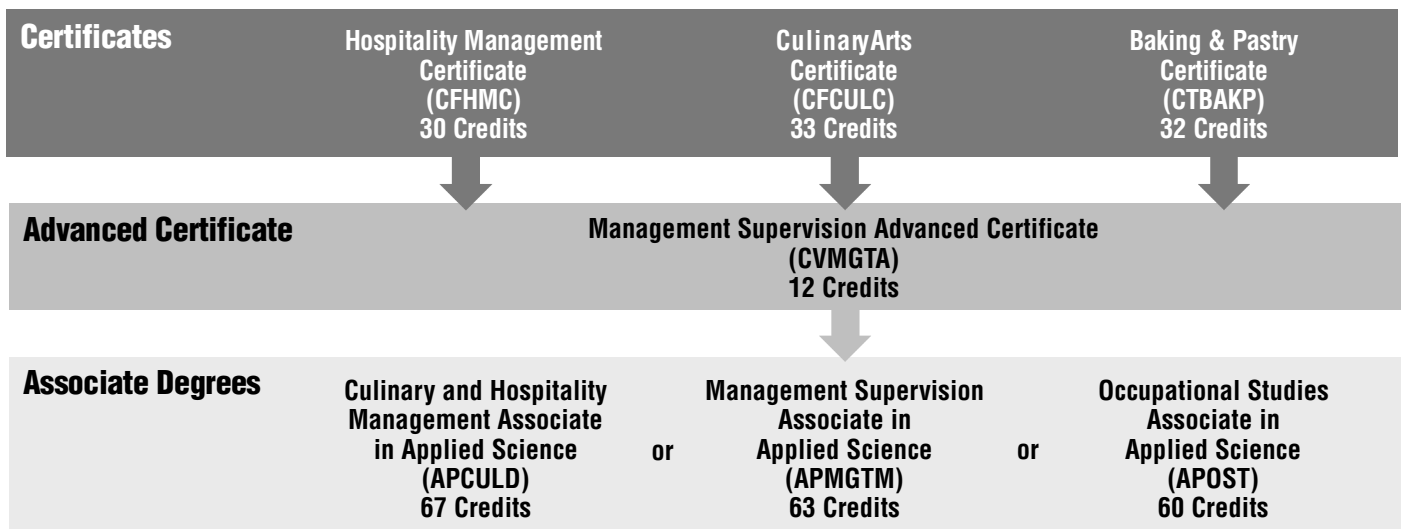 Certificates
Hospitality Management
Certificate
(CFHMC)
30 Credits
CulinaryArts
Certificate
(CFCULC)
33 Credits
Baking & Pastry
Certificate
(CTBAKP)
32 Credits
Advanced Certificate
Management Supervision Advanced Certificate
(CVMGTA)
12 Credits
Associate Degrees
Culinary and Hospitality
Management Associate
in Applied Science
(APCULD)
67 Credits
or
Management Supervision
Associate in
Applied Science
(APMGTM)
63 Credits
or
Occupational Studies
Associate in
Applied Science
(APOST)
60 Credits